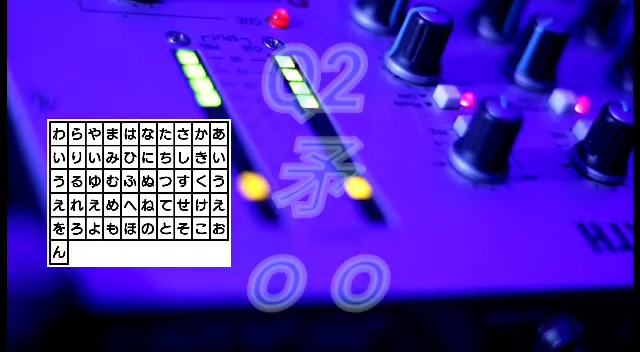 Q2
矛
○○
わらやまはなたさかあ
いりいみひにちしきい
うるゆむふぬつすくう
えれえめへねてせけえ
をろよもほのとそこお
ん
CUE